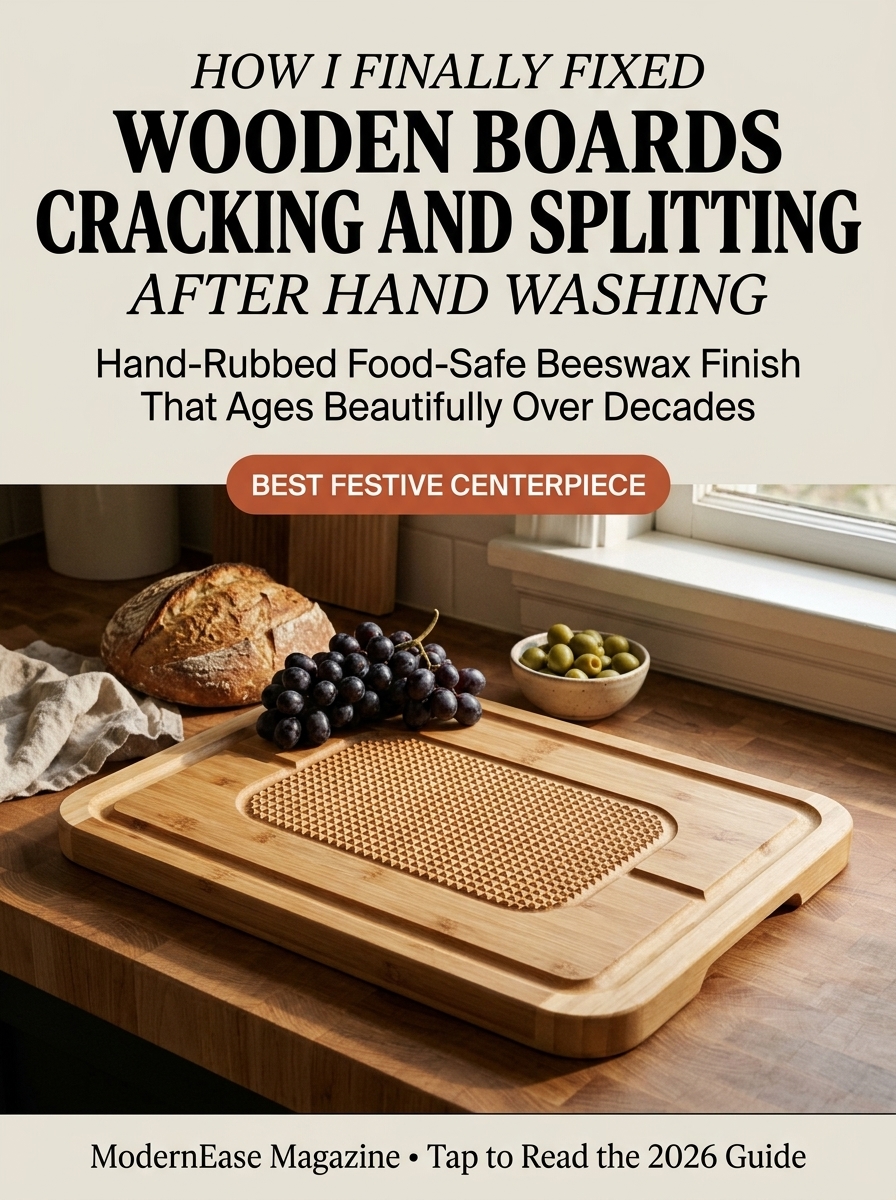 HOW I FINALLY FIXED
WOODEN BOARDS
CRACKING AND SPLITTING
AFTER HAND WASHING
Hand-Rubbed Food-Safe Beeswax Finish
That Ages Beautifully Over Decades
BEST FESTIVE CENTERPIECE
ModernEase Magazine • Tap to Read the 2026 Guide